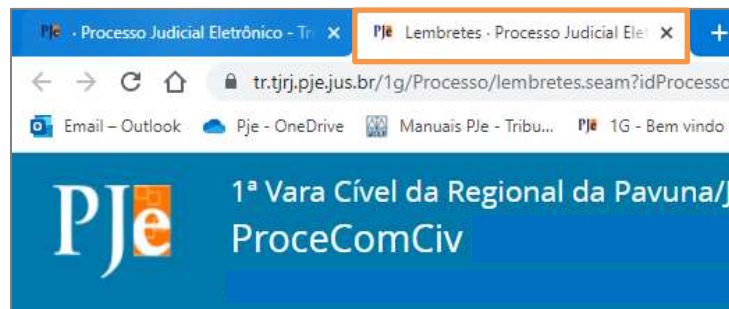 PJe · Processo Judicial Eletrônico - Tr × PJe Lembretes · Processo Judicial Ele × +
tr.tjrj.pje.jus.br/1g/Processo/lembretes.seam?idProcesso
Email – Outlook Pje - OneDrive Manuais PJe - Tribu... PJe 1G - Bem vindo
PJe 1ª Vara Cível da Regional da Pavuna/J
ProceComCiv